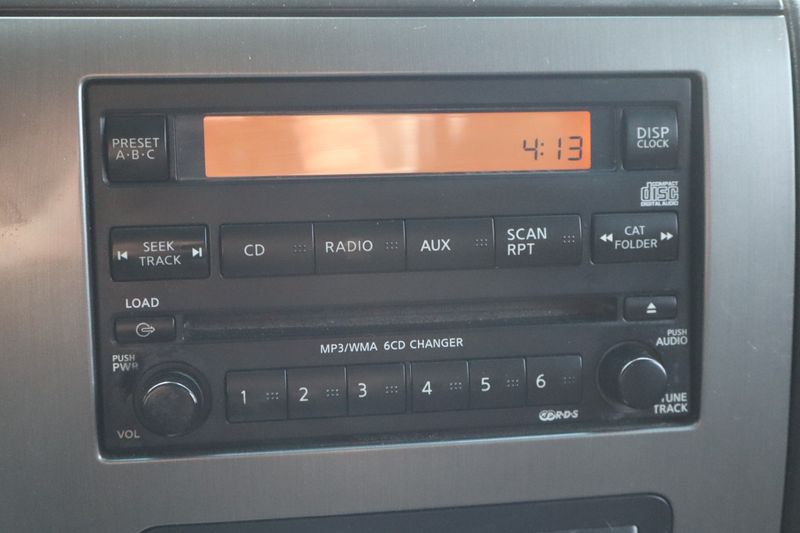 PRESET
A·B·C
4:13
DISP
CLOCK
COMPACT
disc
DIGITAL AUDIO
SEEK
TRACK
CD
RADIO
AUX
SCAN
RPT
CAT
FOLDER
LOAD
MP3/WMA 6CD CHANGER
PUSH
PWR
VOL
1 2 3 4 5 6
PUSH
AUDIO
TUNE
TRACK
R·D·S